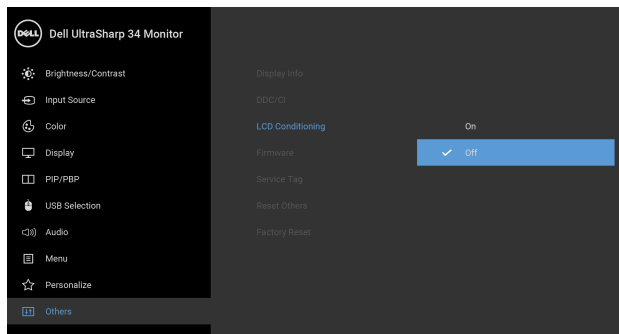 DELL Dell UltraSharp 34 Monitor
Brightness/Contrast
Input Source
Color
Display
PIP/PBP
USB Selection
Audio
Menu
Personalize
Others
Display Info
DDC/CI
LCD Conditioning
Firmware
Service Tag
Reset Others
Factory Reset
On
Off